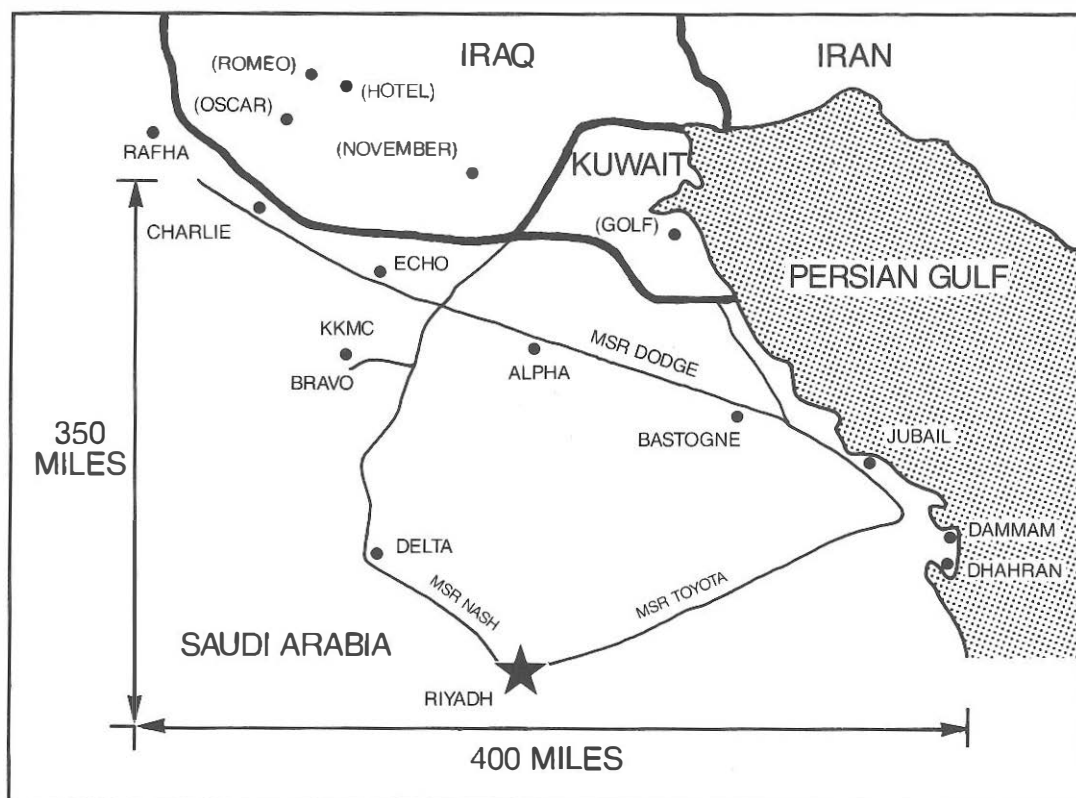 IRAQ
IRAN
(ROMEO)
(HOTEL)
(OSCAR)
RAFHA
(NOVEMBER)
KUWAIT
CHARLIE
(GOLF)
ECHO
PERSIAN GULF
KKMC
BRAVO
ALPHA
MSR DODGE
BASTOGNE
JUBAIL
350
MILES
DELTA
DAMMAM
DHAHRAN
MSR NASH
MSR TOYOTA
SAUDI ARABIA
RIYADH
400 MILES